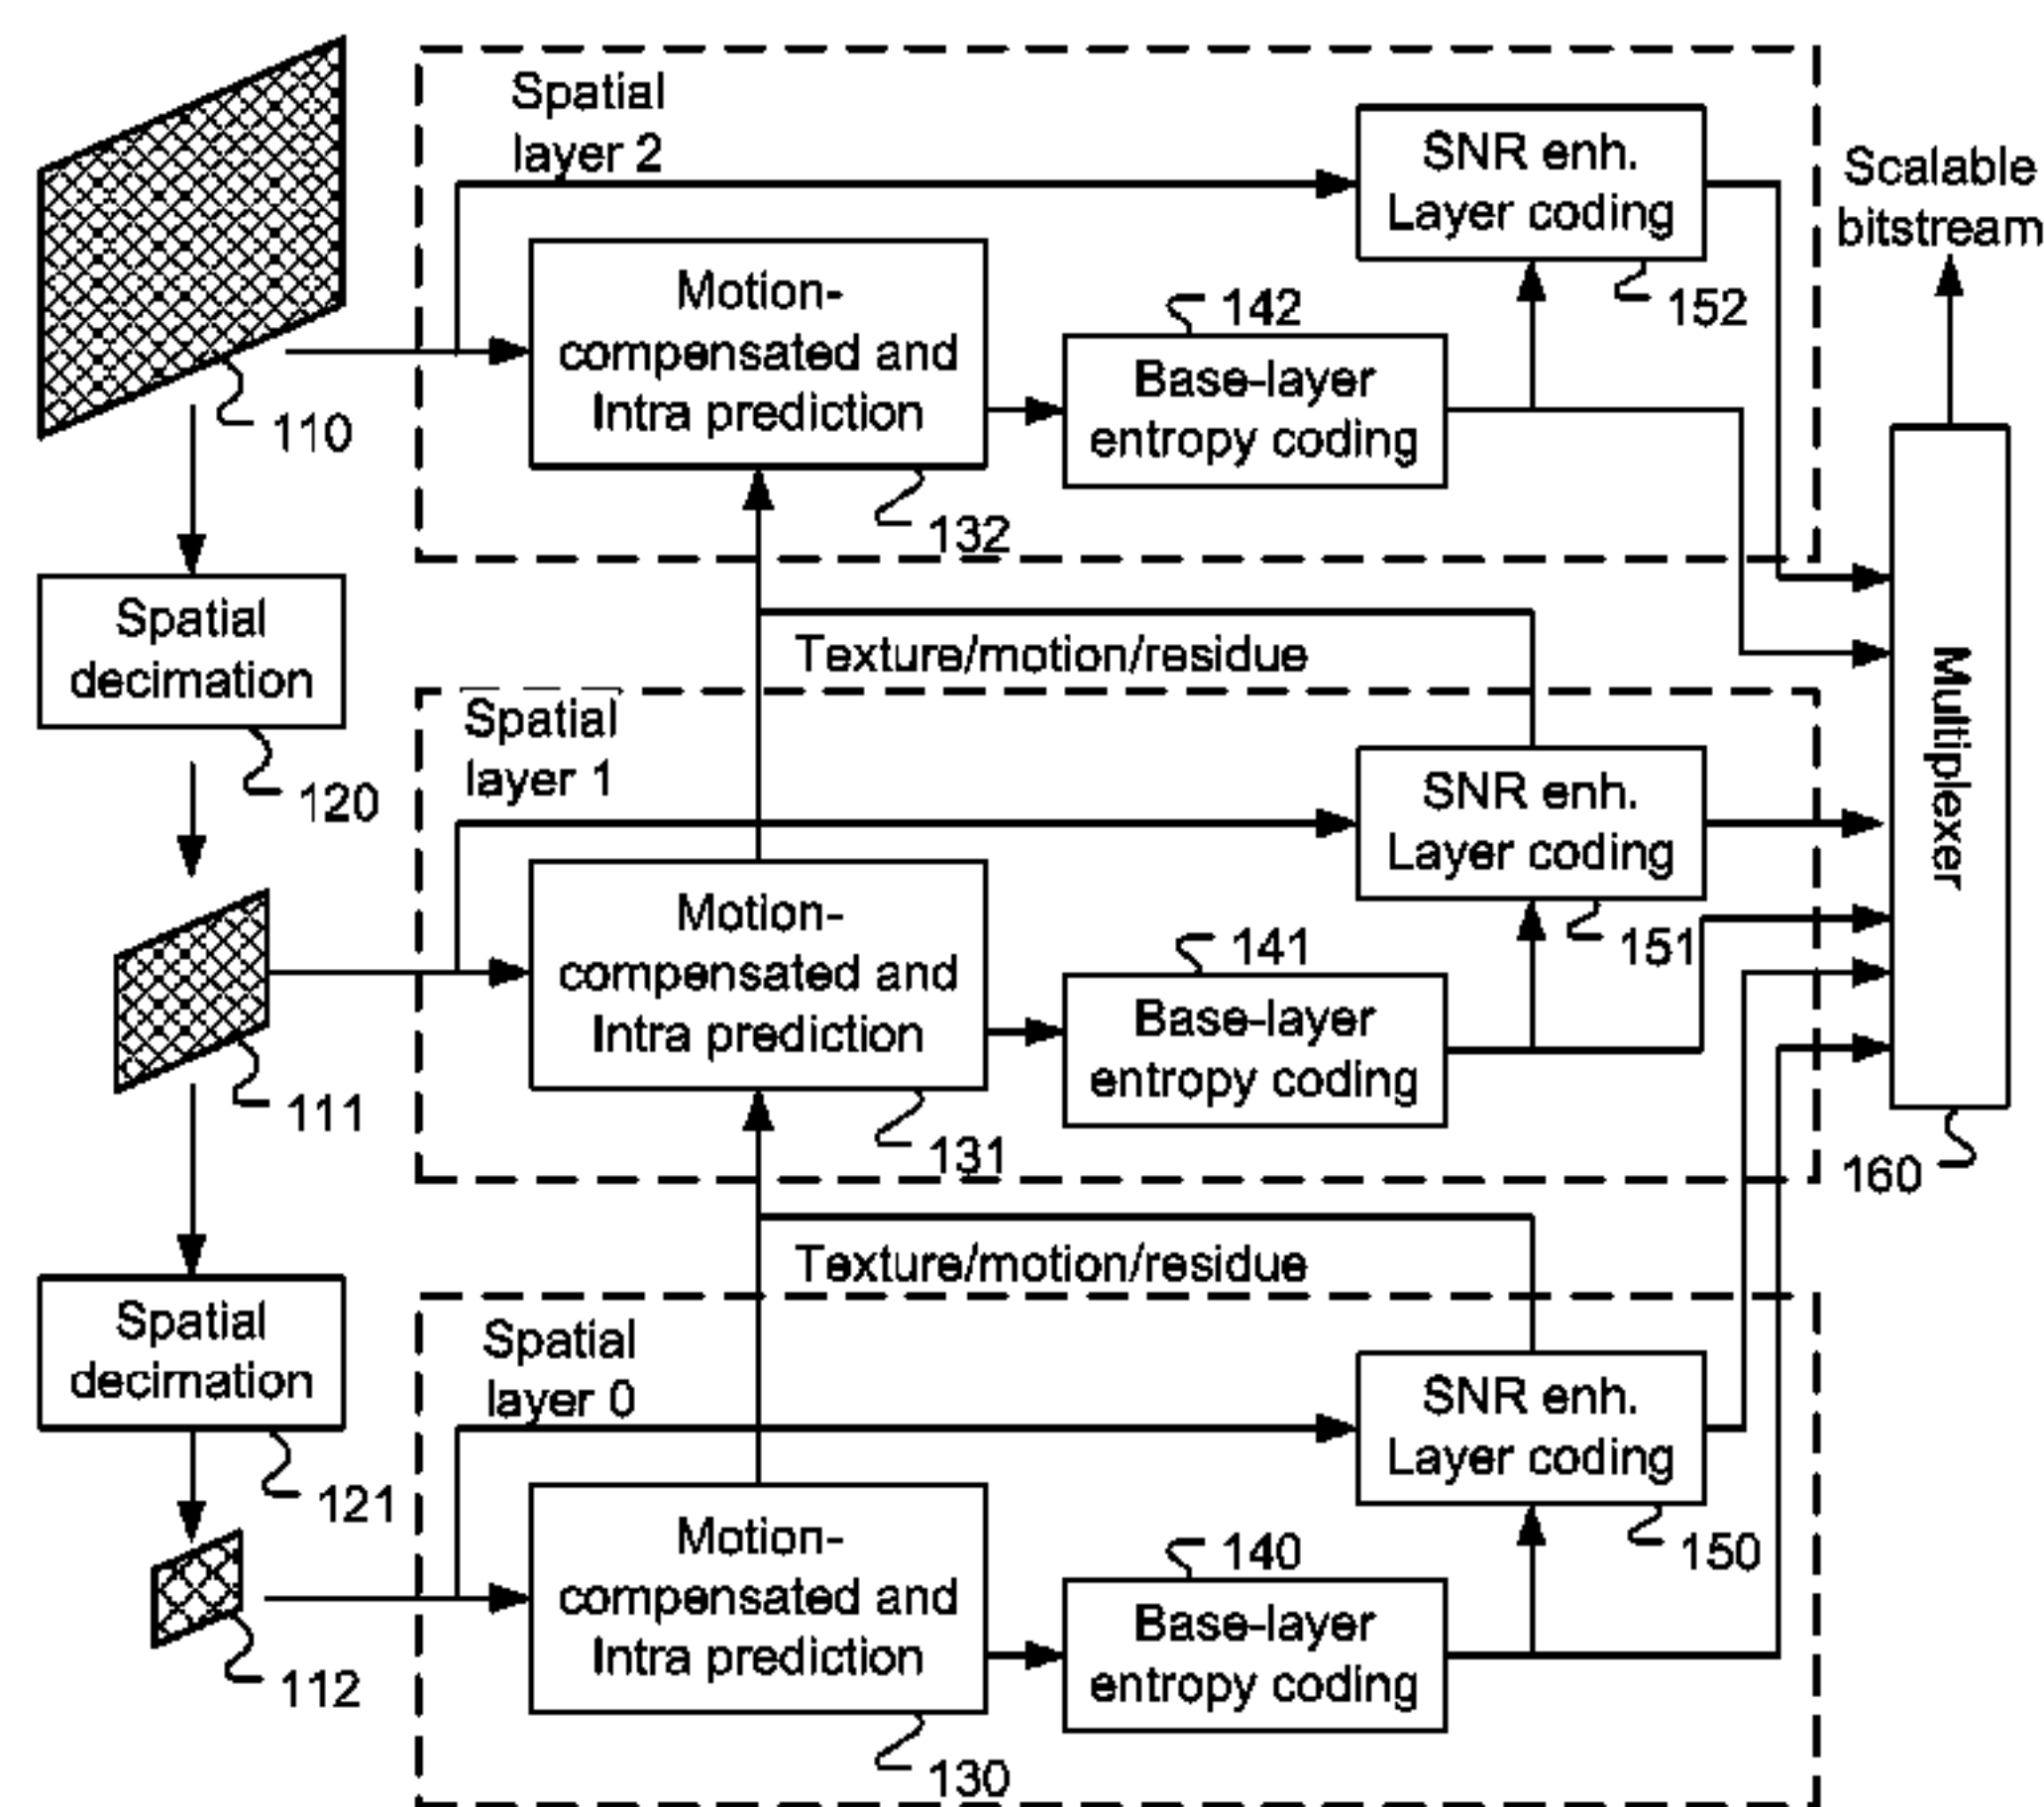 Spatial
layer 2
SNR enh.
Layer coding
152
Scalable
bitstream
Motion-
compensated and
Intra prediction
132
142
Base-layer
entropy coding
110
Spatial
decimation
120
Texture/motion/residue
Multiplexer
160
Spatial
layer 1
SNR enh.
Layer coding
151
Motion-
compensated and
Intra prediction
131
141
Base-layer
entropy coding
111
Spatial
decimation
121
Texture/motion/residue
Spatial
layer 0
SNR enh.
Layer coding
150
Motion-
compensated and
Intra prediction
130
140
Base-layer
entropy coding
112